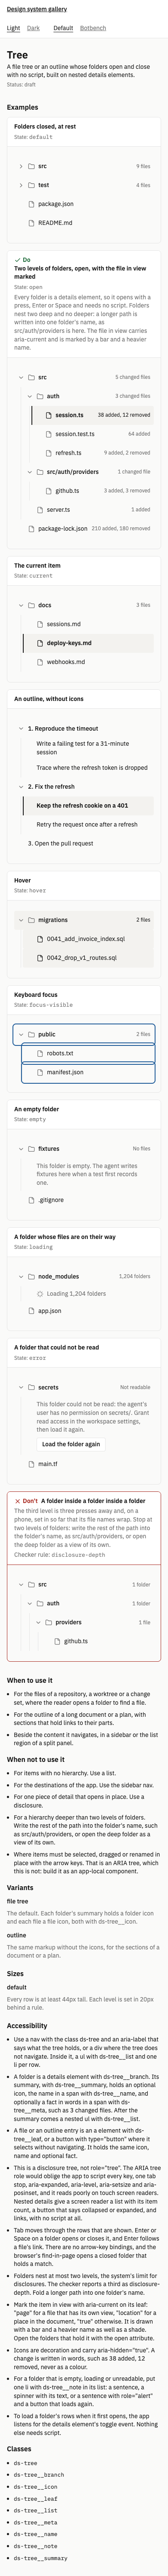 Design system gallery
Light Dark Default Botbench
Tree
A file tree or an outline whose folders open and close
with no script, built on nested details elements.
Status: draft
Examples
Folders closed, at rest
State: default
src 9 files
test 4 files
package.json
README.md
Do
Two levels of folders, open, with the file in view
marked
State: open
Every folder is a details element, so it opens with a
press, Enter or Space and needs no script. Folders
nest two deep and no deeper: a longer path is
written into one folder's name, as
src/auth/providers is here. The file in view carries
aria-current and is marked by a bar and a heavier
name.
src 5 changed files
auth 3 changed files
session.ts 38 added, 12 removed
session.test.ts 64 added
refresh.ts 9 added, 2 removed
src/auth/providers 1 changed file
github.ts 3 added, 3 removed
server.ts 1 added
package-lock.json 210 added, 180 removed
The current item
State: current
docs 3 files
sessions.md
deploy-keys.md
webhooks.md
An outline, without icons
1. Reproduce the timeout
Write a failing test for a 31-minute
session
Trace where the refresh token is dropped
2. Fix the refresh
Keep the refresh cookie on a 401
Retry the request once after a refresh
3. Open the pull request
Hover
State: hover
migrations 2 files
0041_add_invoice_index.sql
0042_drop_v1_routes.sql
Keyboard focus
State: focus-visible
public 2 files
robots.txt
manifest.json
An empty folder
State: empty
fixtures No files
This folder is empty. The agent writes
fixtures here when a test first records
one.
.gitignore
A folder whose files are on their way
State: loading
node_modules 1,204 folders
Loading 1,204 folders
app.json
A folder that could not be read
State: error
secrets Not readable
This folder could not be read: the agent's
user has no permission on secrets/. Grant
read access in the workspace settings,
then load it again.
Load the folder again
main.tf
Don't A folder inside a folder inside a folder
The third level is three presses away and, on a
phone, set in so far that its file names wrap. Stop at
two levels of folders: write the rest of the path into
the folder's name, as src/auth/providers, or open
the deep folder as a view of its own.
Checker rule: disclosure-depth
src 1 folder
auth 1 folder
providers 1 file
github.ts
When to use it
For the files of a repository, a worktree or a change
set, where the reader opens a folder to find a file.
For the outline of a long document or a plan, with
sections that hold links to their parts.
Beside the content it navigates, in a sidebar or the list
region of a split panel.
When not to use it
For items with no hierarchy. Use a list.
For the destinations of the app. Use the sidebar nav.
For one piece of detail that opens in place. Use a
disclosure.
For a hierarchy deeper than two levels of folders.
Write the rest of the path into the folder's name, such
as src/auth/providers, or open the deep folder as a
view of its own.
Where items must be selected, dragged or renamed in
place with the arrow keys. That is an ARIA tree, which
this is not: build it as an app-local component.
Variants
file tree
The default. Each folder's summary holds a folder icon
and each file a file icon, both with ds-tree__icon.
outline
The same markup without the icons, for the sections of
a document or a plan.
Sizes
default
Every row is at least 44px tall. Each level is set in 20px
behind a rule.
Accessibility
Use a nav with the class ds-tree and an aria-label that
says what the tree holds, or a div where the tree does
not navigate. Inside it, a ul with ds-tree__list and one
li per row.
A folder is a details element with ds-tree__branch. Its
summary, with ds-tree__summary, holds an optional
icon, the name in a span with ds-tree__name, and
optionally a fact in words in a span with ds-
tree__meta, such as 3 changed files. After the
summary comes a nested ul with ds-tree__list.
A file or an outline entry is an element with ds-
tree__leaf, or a button with type="button" where it
selects without navigating. It holds the same icon,
name and optional fact.
This is a disclosure tree, not role="tree". The ARIA tree
role would oblige the app to script every key, one tab
stop, aria-expanded, aria-level, aria-setsize and aria-
posinset, and it reads poorly on touch screen readers.
Nested details give a screen reader a list with its item
count, a button that says collapsed or expanded, and
links, with no script at all.
Tab moves through the rows that are shown. Enter or
Space on a folder opens or closes it, and Enter follows
a file's link. There are no arrow-key bindings, and the
browser's find-in-page opens a closed folder that
holds a match.
Folders nest at most two levels, the system's limit for
disclosures. The checker reports a third as disclosure-
depth. Fold a longer path into one folder's name.
Mark the item in view with aria-current on its leaf:
"page" for a file that has its own view, "location" for a
place in the document, "true" otherwise. It is drawn
with a bar and a heavier name as well as a shade.
Open the folders that hold it with the open attribute.
Icons are decoration and carry aria-hidden="true". A
change is written in words, such as 38 added, 12
removed, never as a colour.
For a folder that is empty, loading or unreadable, put
one li with ds-tree__note in its list: a sentence, a
spinner with its text, or a sentence with role="alert"
and a button that loads again.
To load a folder's rows when it first opens, the app
listens for the details element's toggle event. Nothing
else needs script.
Classes
ds-tree
ds-tree__branch
ds-tree__icon
ds-tree__leaf
ds-tree__list
ds-tree__meta
ds-tree__name
ds-tree__note
ds-tree__summary